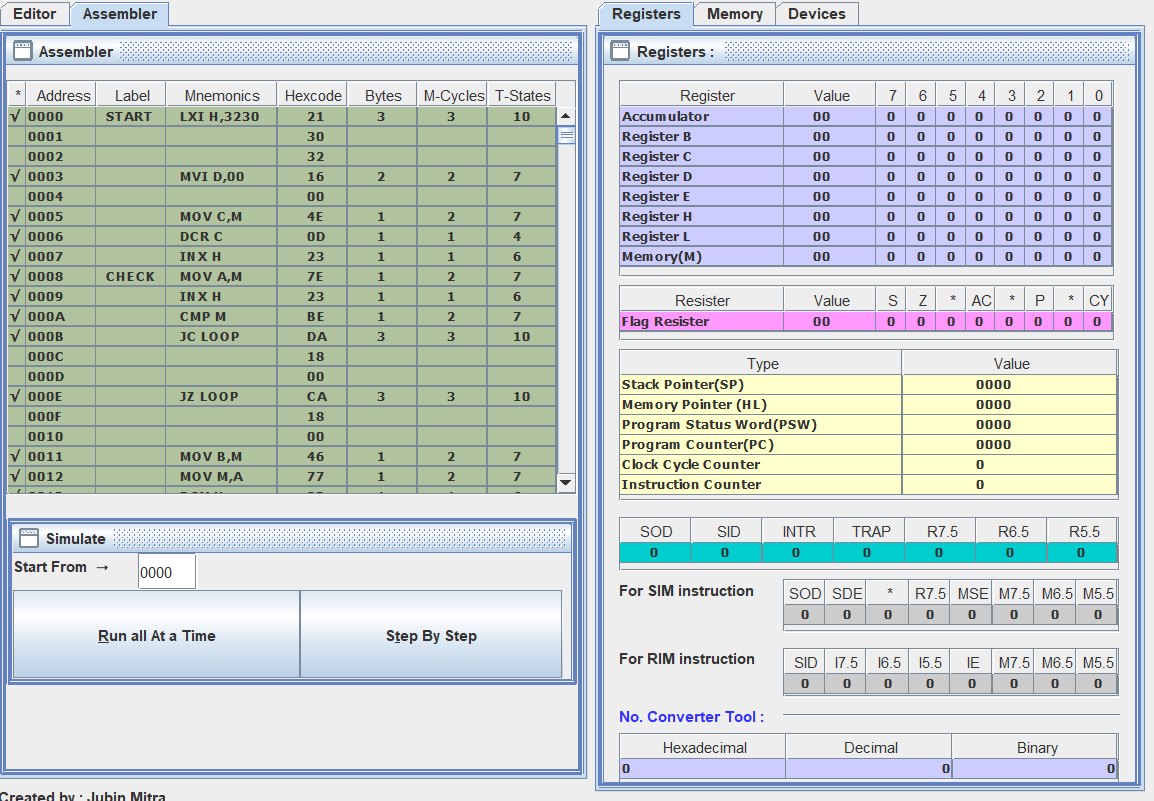 Editor Assembler
Assembler
* Address Label Mnemonics Hexcode Bytes M-Cycles T-States
√ 0000 START LXI H,3230 21 3 3 10
0001 30
0002 32
√ 0003 MVI D,00 16 2 2 7
0004 00
√ 0005 MOV C,M 4E 1 2 7
√ 0006 DCR C 0D 1 1 4
√ 0007 INX H 23 1 1 6
√ 0008 CHECK MOV A,M 7E 1 2 7
√ 0009 INX H 23 1 1 6
√ 000A CMP M BE 1 2 7
√ 000B JC LOOP DA 3 3 10
000C 18
000D 00
√ 000E JZ LOOP CA 3 3 10
000F 18
0010 00
√ 0011 MOV B,M 46 1 2 7
√ 0012 MOV M,A 77 1 2 7
Simulate
Start From → 0000
Run all At a Time Step By Step
Created by : Jubin Mitra
Registers Memory Devices
Registers :
Register Value 7 6 5 4 3 2 1 0
Accumulator 00 0 0 0 0 0 0 0 0
Register B 00 0 0 0 0 0 0 0 0
Register C 00 0 0 0 0 0 0 0 0
Register D 00 0 0 0 0 0 0 0 0
Register E 00 0 0 0 0 0 0 0 0
Register H 00 0 0 0 0 0 0 0 0
Register L 00 0 0 0 0 0 0 0 0
Memory(M) 00 0 0 0 0 0 0 0 0
Resister Value S Z * AC * P * CY
Flag Resister 00 0 0 0 0 0 0 0 0
Type Value
Stack Pointer(SP) 0000
Memory Pointer (HL) 0000
Program Status Word(PSW) 0000
Program Counter(PC) 0000
Clock Cycle Counter 0
Instruction Counter 0
SOD SID INTR TRAP R7.5 R6.5 R5.5
0 0 0 0 0 0 0
For SIM instruction SOD SDE * R7.5 MSE M7.5 M6.5 M5.5
0 0 0 0 0 0 0 0
For RIM instruction SID I7.5 I6.5 I5.5 IE M7.5 M6.5 M5.5
0 0 0 0 0 0 0 0
No. Converter Tool :
Hexadecimal Decimal Binary
0 0 0